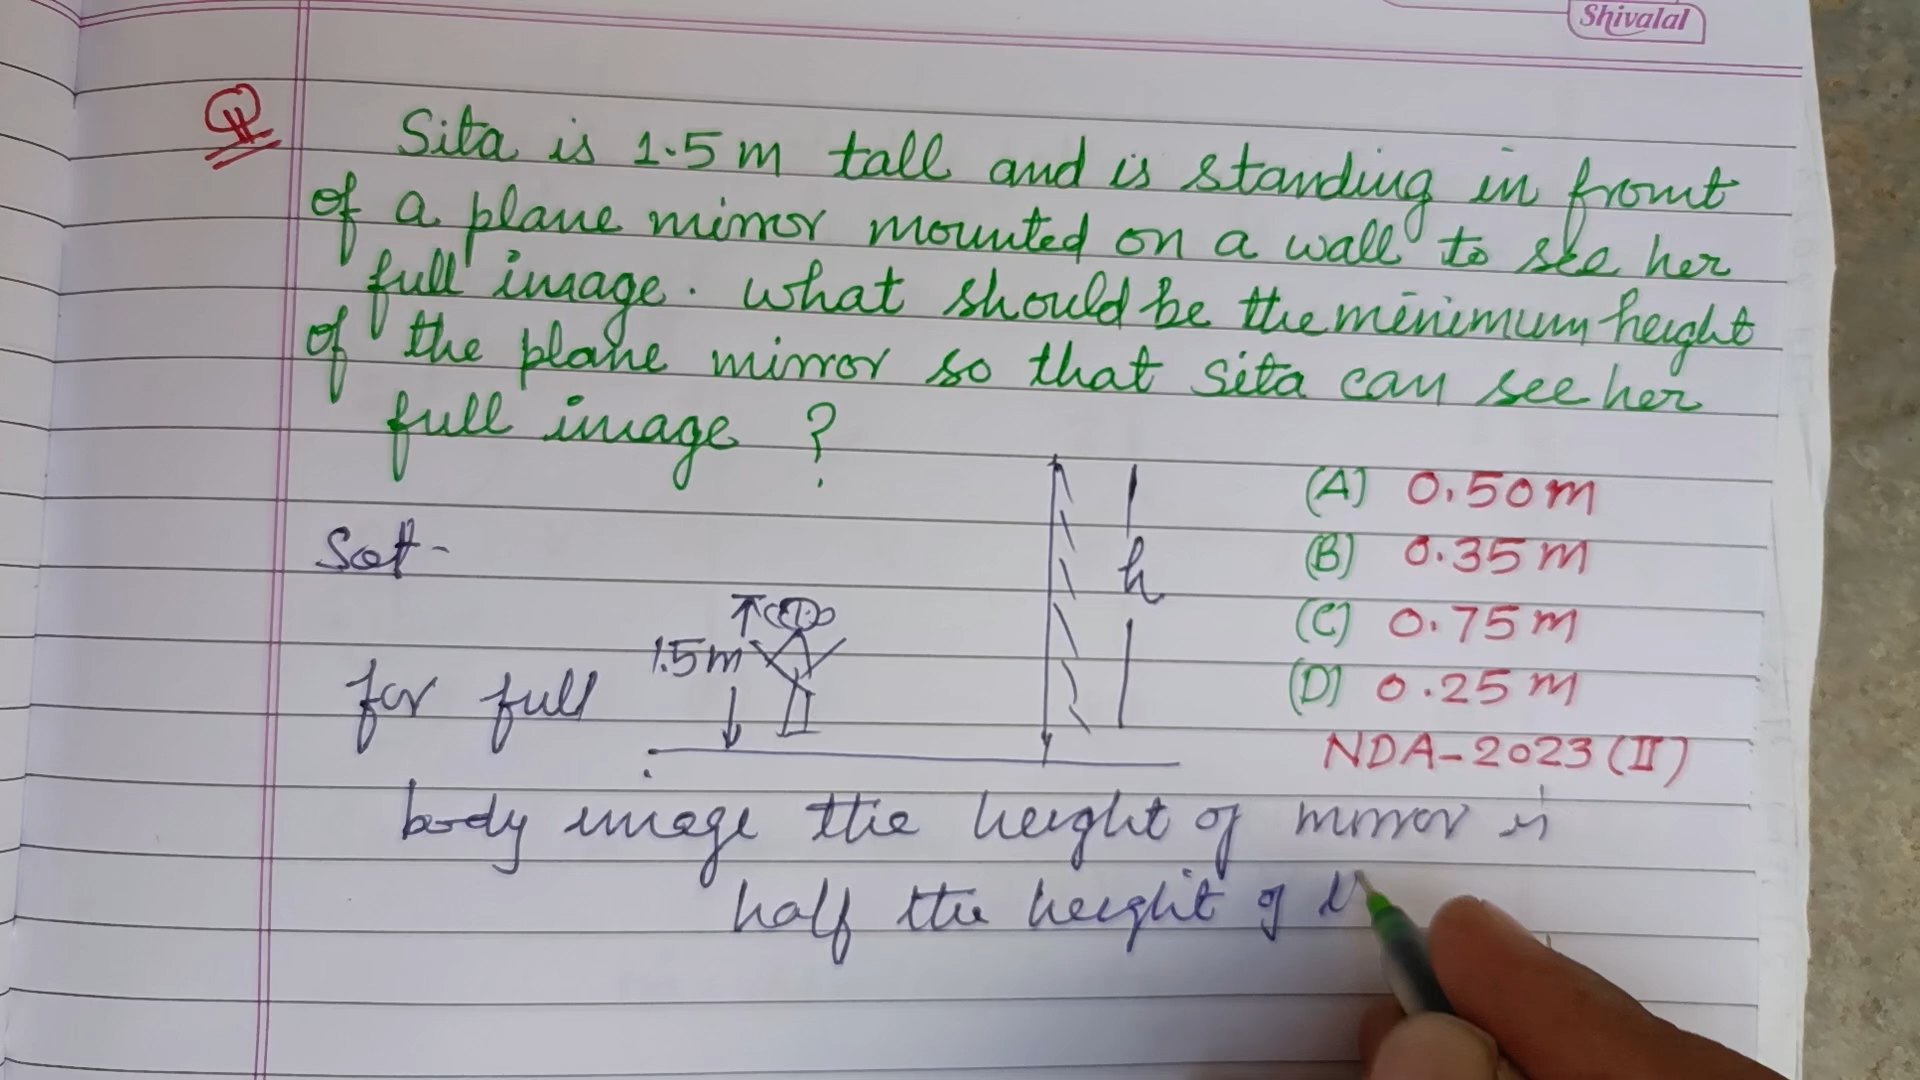 Shivalal
Q Sita is 1.5 m tall and is standing in front
of a plane mirror mounted on a wall to see her
full image. what should be the minimum height
of the plane mirror so that sita can see her
full image ?
(A) 0.50 m
(B) 0.35 m
(C) 0.75 m
(D) 0.25 m
NDA-2023 (II)
Sol-
h
1.5 m
for full
body image the height of mirror is
half the height of